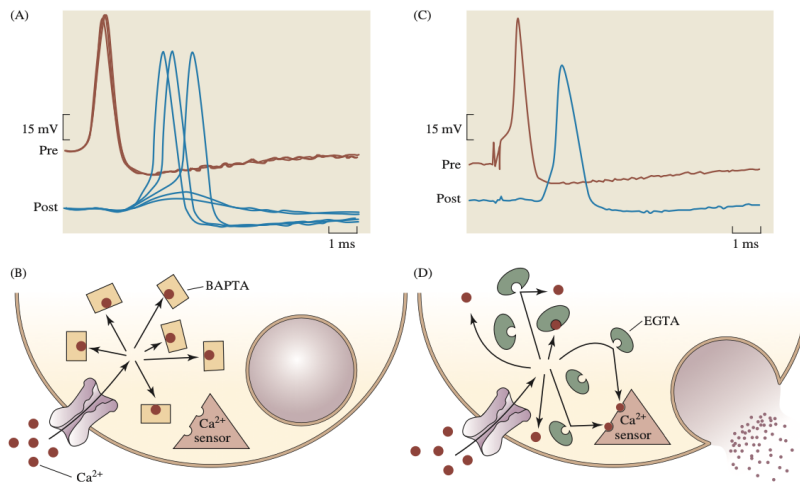 (A)
15 mV
Pre
Post
1 ms
(C)
15 mV
Pre
Post
1 ms
(B)
BAPTA
Ca²⁺
sensor
Ca²⁺
(D)
EGTA
Ca²⁺
sensor